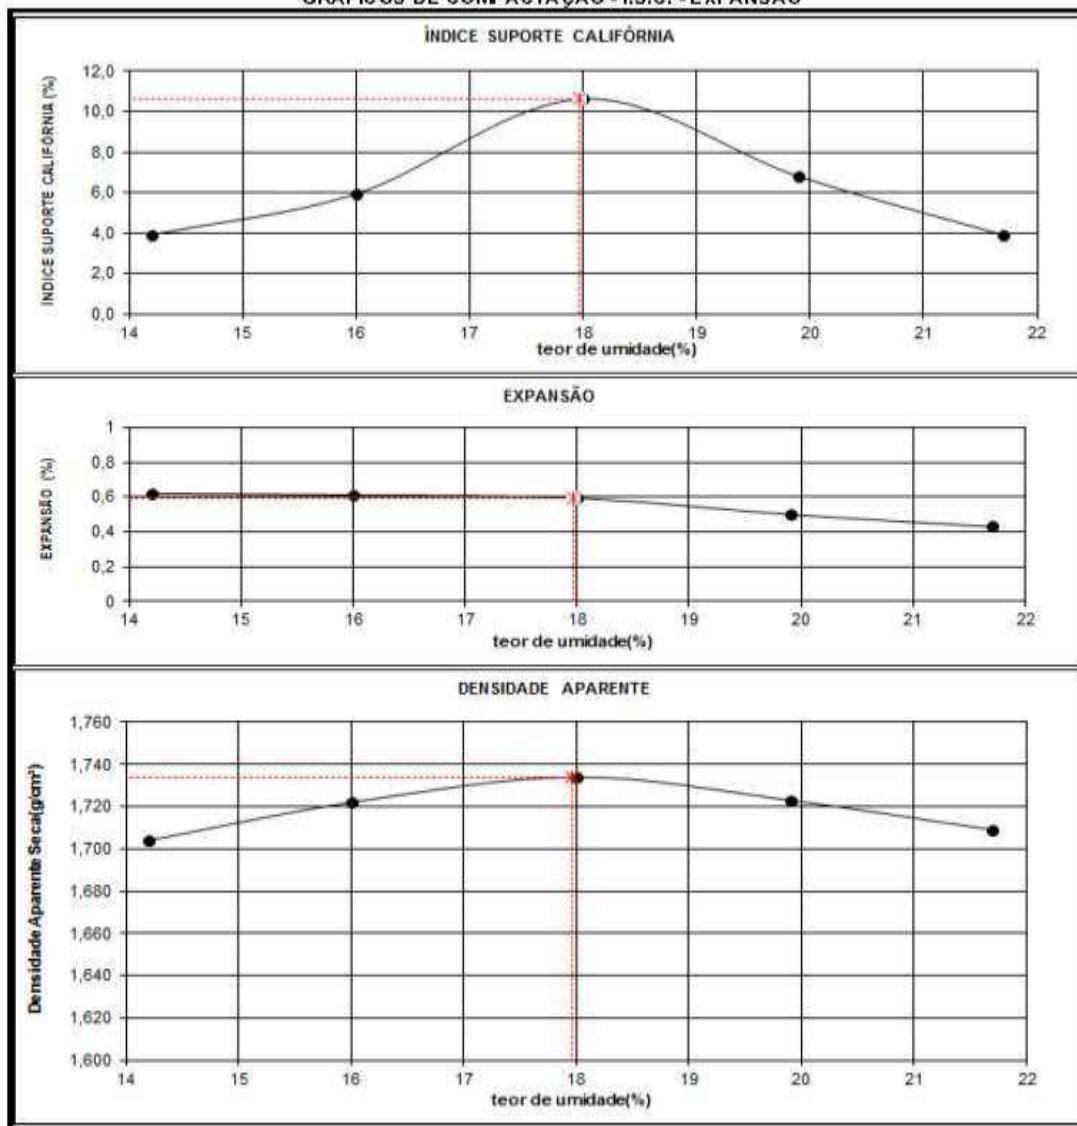 GRÁFICOS DE COMPACTAÇÃO - I.S.C. - EXPANSÃO
ÍNDICE SUPORTE CALIFÓRNIA
ÍNDICE SUPORTE CALIFÓRNIA (%)
12,0
10,0
8,0
6,0
4,0
2,0
0,0
14 15 16 17 18 19 20 21 22
teor de umidade(%)
EXPANSÃO
EXPANSÃO (%)
1
0,8
0,6
0,4
0,2
0
14 15 16 17 18 19 20 21 22
teor de umidade(%)
DENSIDADE APARENTE
Densidade Aparente Seca(g/cm³)
1,760
1,740
1,720
1,700
1,680
1,660
1,640
1,620
1,600
14 15 16 17 18 19 20 21 22
teor de umidade(%)